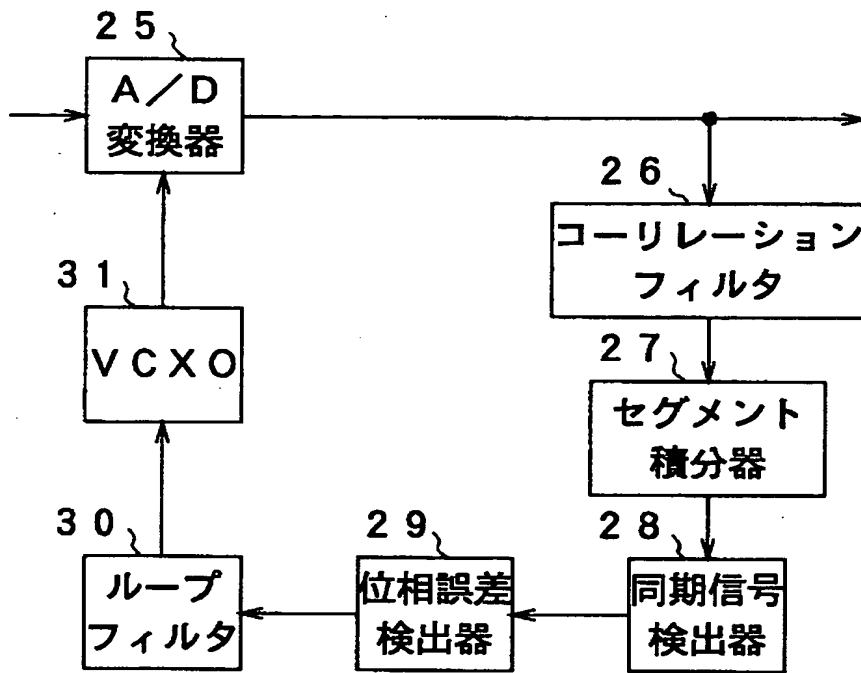 25
A/D
変換器
26
コーリレーション
フィルタ
31
VCXO
27
セグメント
積分器
30
ループ
フィルタ
29
位相誤差
検出器
28
同期信号
検出器